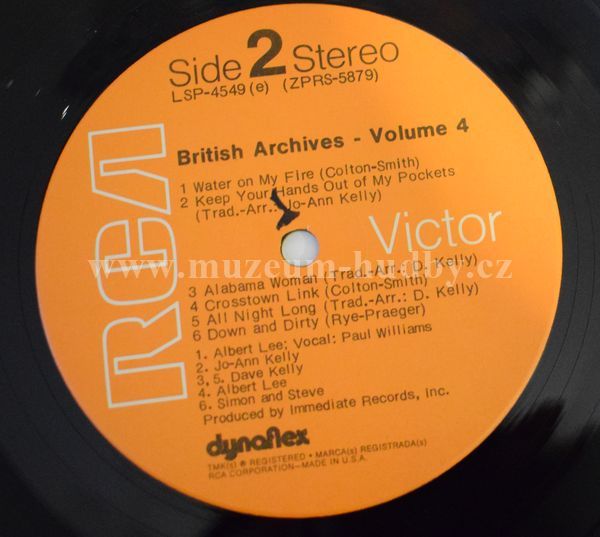 Side 2 Stereo
LSP-4549 (e) (ZPRS-5879)
British Archives - Volume 4
1 Water on My Fire (Colton-Smith)
2 Keep Your Hands Out of My Pockets
(Trad.-Arr.: Jo-Ann Kelly)
RCA
Victor
www.muzeum-hudby.cz
3 Alabama Woman (Trad.-Arr.: D. Kelly)
4 Crosstown Link (Colton-Smith)
5 All Night Long (Trad.-Arr.: D. Kelly)
6 Down and Dirty (Rye-Praeger)
1. Albert Lee; Vocal: Paul Williams
2. Jo-Ann Kelly
3, 5. Dave Kelly
4. Albert Lee
6. Simon and Steve
Produced by Immediate Records, Inc.
dynaflex
TMK(s) ® REGISTERED • MARCA(s) REGISTRADA(s)
RCA CORPORATION—MADE IN U.S.A.